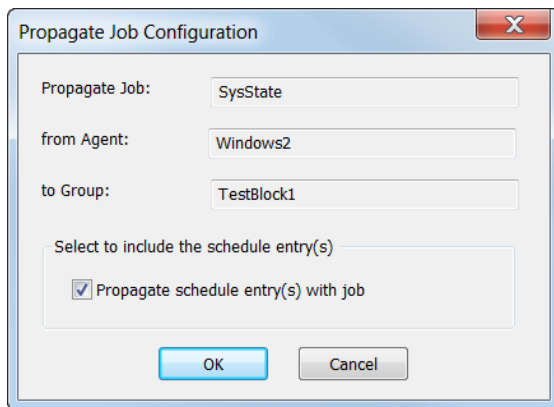 Propagate Job Configuration
Propagate Job: SysState
from Agent: Windows2
to Group: TestBlock1
Select to include the schedule entry(s)
Propagate schedule entry(s) with job
OK Cancel